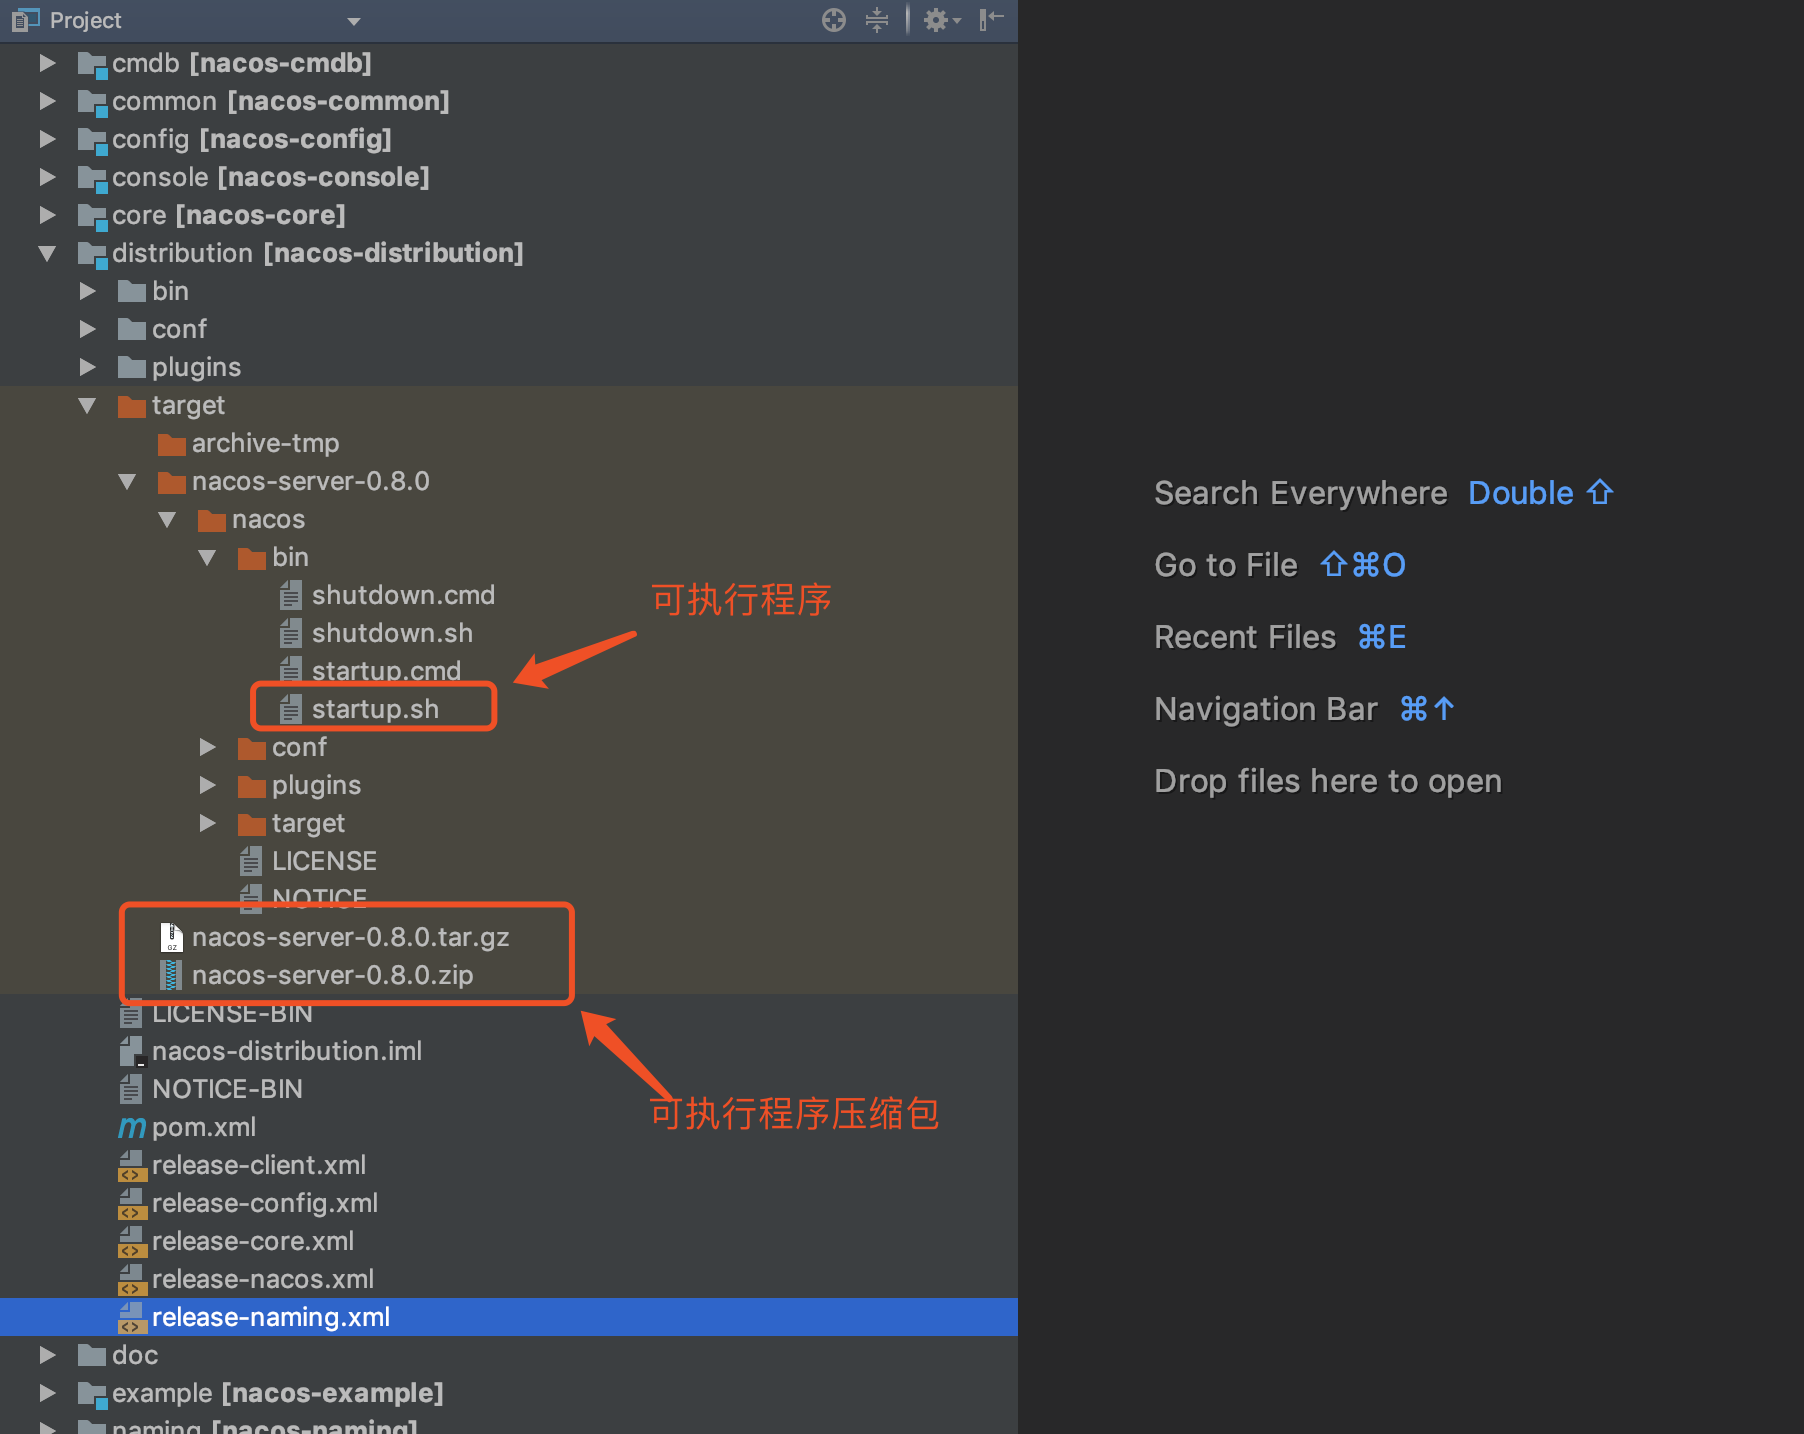 Project
cmdb [nacos-cmdb]
common [nacos-common]
config [nacos-config]
console [nacos-console]
core [nacos-core]
distribution [nacos-distribution]
bin
conf
plugins
target
archive-tmp
nacos-server-0.8.0
nacos
bin
shutdown.cmd
shutdown.sh
startup.cmd
startup.sh
conf
plugins
target
LICENSE
NOTICE
GZ nacos-server-0.8.0.tar.gz
nacos-server-0.8.0.zip
LICENSE-BIN
nacos-distribution.iml
NOTICE-BIN
m pom.xml
<> release-client.xml
<> release-config.xml
<> release-core.xml
<> release-nacos.xml
<> release-naming.xml
doc
example [nacos-example]
naming [nacos-naming]
可执行程序
可执行程序压缩包
Search Everywhere Double ⇧
Go to File ⇧⌘O
Recent Files ⌘E
Navigation Bar ⌘↑
Drop files here to open